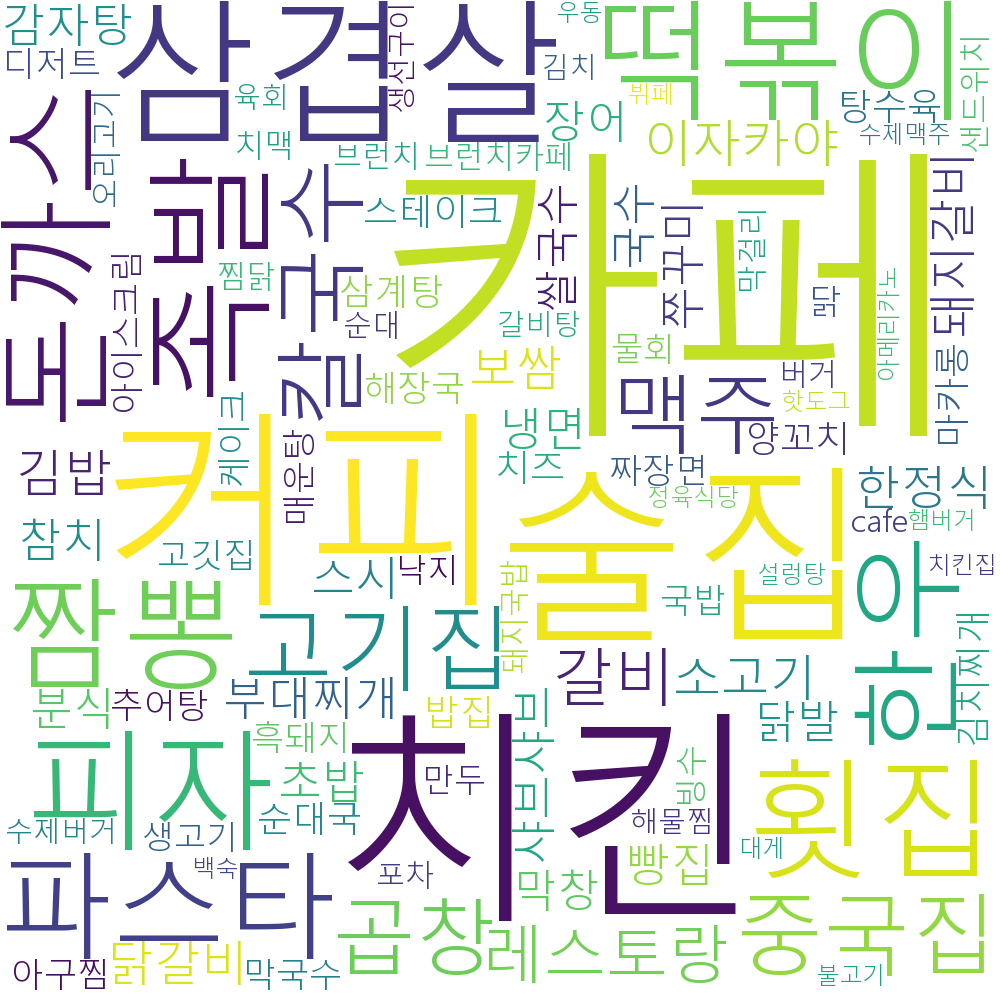 감자탕
디저트
삼겹살
우동
생선구이
육회
치맥
김치
떡볶이
뷔페
장어
이자카야
탕수육
수제맥주
샌드위치
오리고기
돈가스
족발
칼국수
브런치
브런치카페
스테이크
카페
쌀국수
국수
쭈꾸미
막걸리
닭
아메리카노
돼지갈비
아이스크림
찜닭
삼계탕
순대
갈비탕
물회
해장국
보쌈
맥주
버거
핫도그
마카롱
양꼬치
냉면
치즈
짜장면
정육식당
한정식
cafe
햄버거
김밥
케이크
매운탕
커피
술집
참치
고깃집
스시
낙지
돼지국밥
국밥
설렁탕
치킨집
한우
짬뽕
고기집
갈비
소고기
김치찌개
분식
추어탕
부대찌개
밥집
닭발
흑돼지
피자
초밥
만두
치킨
샤브샤브
해물찜
빙수
횟집
수제버거
생고기
순대국
백숙
포차
막창
빵집
대게
파스타
닭갈비
곱창
레스토랑
중국집
아구찜
막국수
불고기